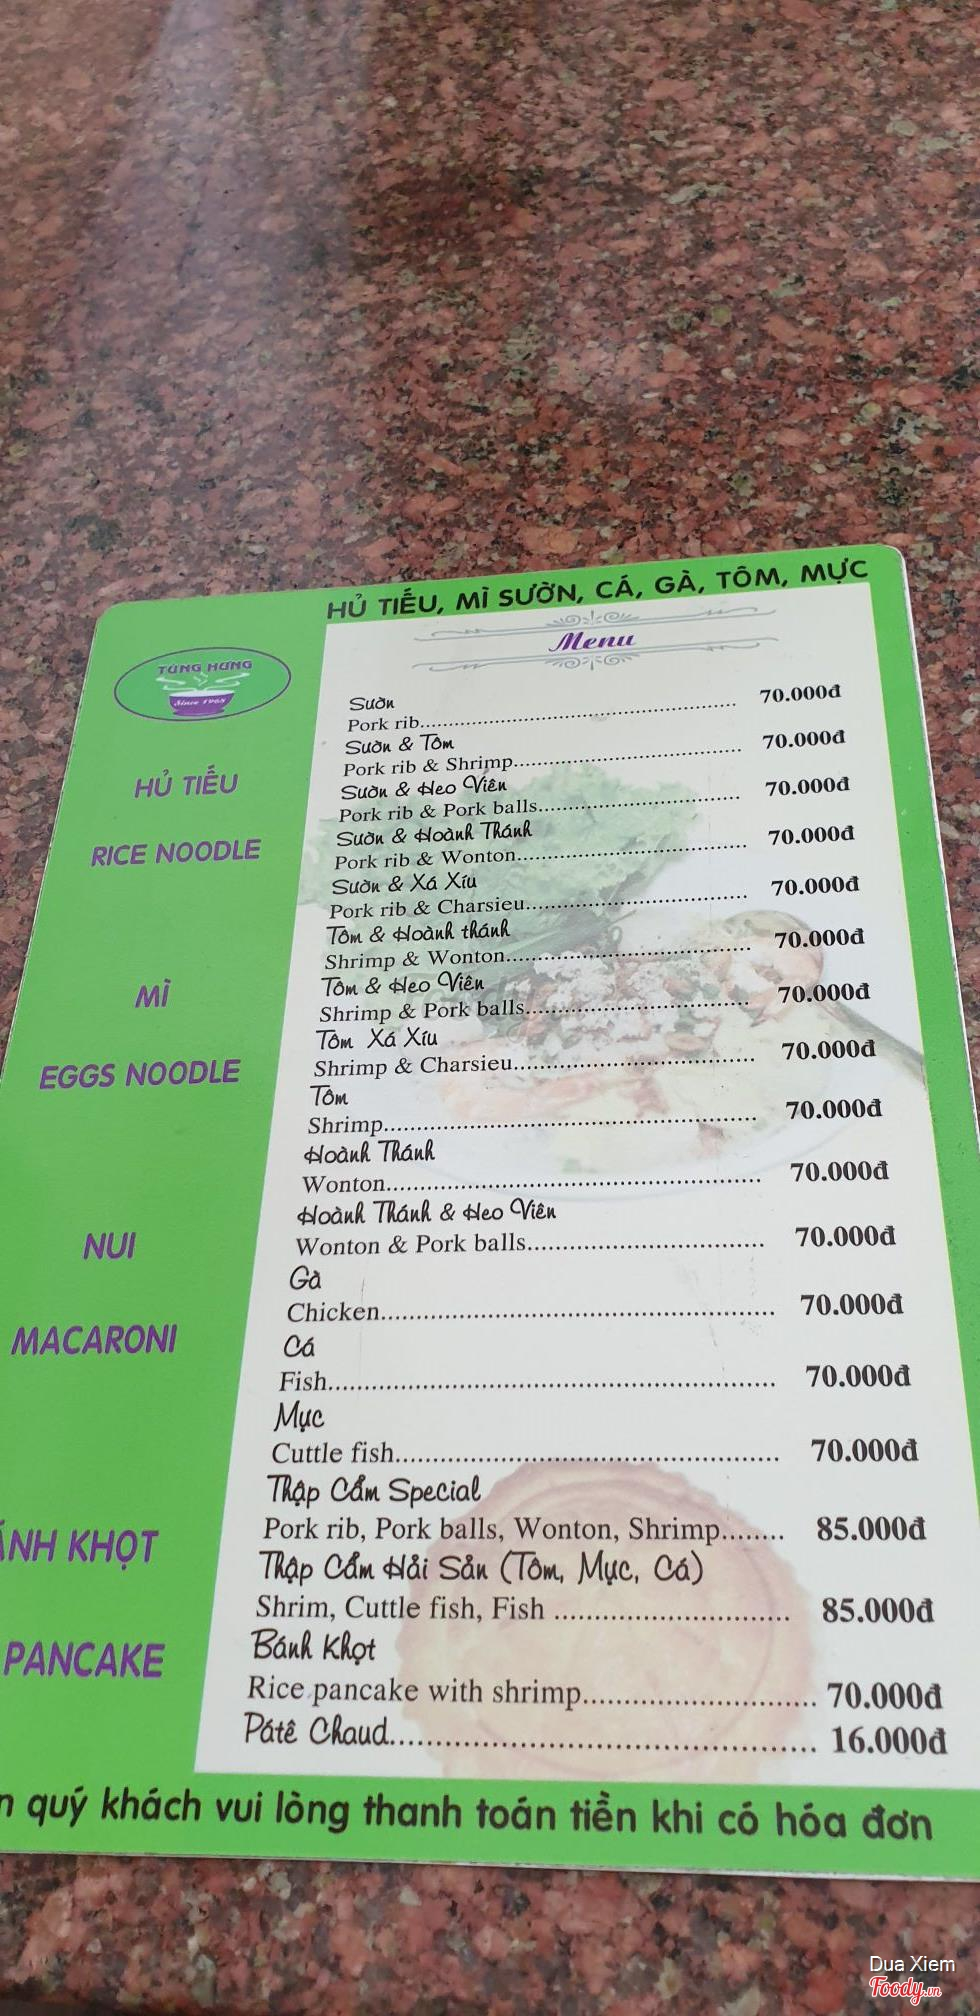 HỦ TIẾU, MÌ SƯỜN, CÁ, GÀ, TÔM, MỰC
Menu
TÙNG HƯNG
Since 1968
HỦ TIẾU
RICE NOODLE
MÌ
EGGS NOODLE
NUI
MACARONI
ÁNH KHỌT
PANCAKE
Sườn
Pork rib 70.000đ
Sườn & Tôm
Pork rib & Shrimp 70.000đ
Sườn & Heo Viên
Pork rib & Pork balls 70.000đ
Sườn & Hoành Thánh
Pork rib & Wonton 70.000đ
Sườn & Xá Xíu
Pork rib & Charsieu 70.000đ
Tôm & Hoành thánh
Shrimp & Wonton 70.000đ
Tôm & Heo Viên
Shrimp & Pork balls 70.000đ
Tôm Xá Xíu
Shrimp & Charsieu 70.000đ
Tôm
Shrimp 70.000đ
Hoành Thánh
Wonton 70.000đ
Hoành Thánh & Heo Viên
Wonton & Pork balls 70.000đ
Gà
Chicken 70.000đ
Cá
Fish 70.000đ
Mực
Cuttle fish 70.000đ
Thập Cẩm Special
Pork rib, Pork balls, Wonton, Shrimp 85.000đ
Thập Cẩm Hải Sản (Tôm, Mực, Cá)
Shrim, Cuttle fish, Fish 85.000đ
Bánh Khọt
Rice pancake with shrimp 70.000đ
Pátê Chaud 16.000đ
n quý khách vui lòng thanh toán tiền khi có hóa đơn
Dua Xiem
Foody.vn